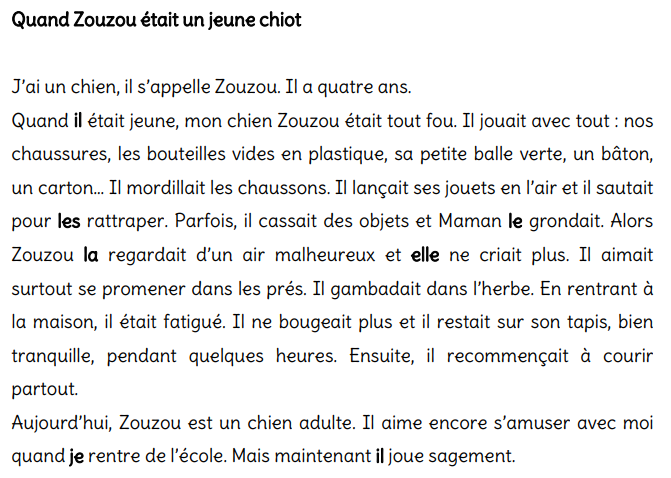 Quand Zouzou était un jeune chiot
J’ai un chien, il s’appelle Zouzou. Il a quatre ans.
Quand il était jeune, mon chien Zouzou était tout fou. Il jouait avec tout : nos
chaussures, les bouteilles vides en plastique, sa petite balle verte, un bâton,
un carton… Il mordillait les chaussons. Il lançait ses jouets en l’air et il sautait
pour les rattraper. Parfois, il cassait des objets et Maman le grondait. Alors
Zouzou la regardait d’un air malheureux et elle ne criait plus. Il aimait
surtout se promener dans les prés. Il gambadait dans l’herbe. En rentrant à
la maison, il était fatigué. Il ne bougeait plus et il restait sur son tapis, bien
tranquille, pendant quelques heures. Ensuite, il recommençait à courir
partout.
Aujourd’hui, Zouzou est un chien adulte. Il aime encore s’amuser avec moi
quand je rentre de l’école. Mais maintenant il joue sagement.